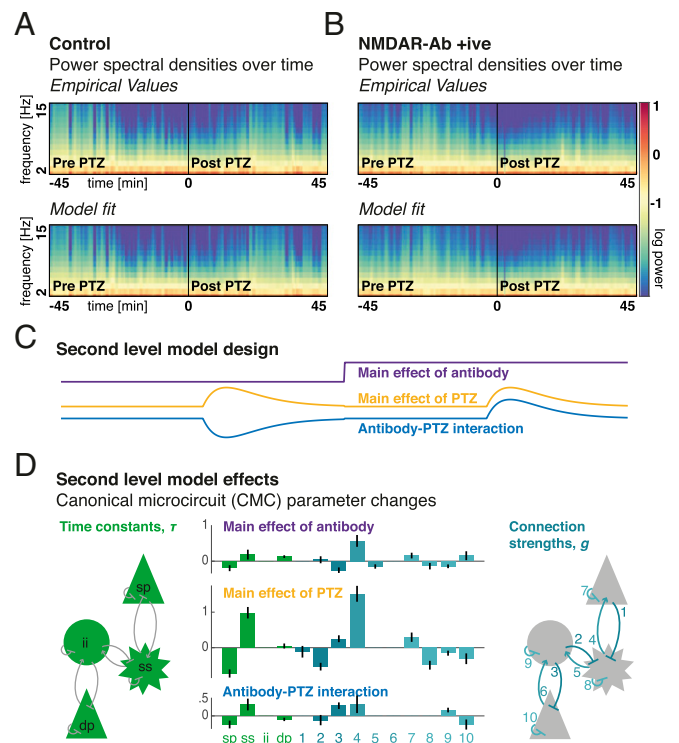 A
Control
Power spectral densities over time
Empirical Values
frequency [Hz]
15
2
Pre PTZ
Post PTZ
-45
time [min]
0
45
Model fit
frequency [Hz]
15
2
Pre PTZ
Post PTZ
-45
time [min]
0
45
B
NMDAR-Ab +ive
Power spectral densities over time
Empirical Values
Pre PTZ
Post PTZ
-45
0
45
Model fit
Pre PTZ
Post PTZ
-45
0
45
1
0
-1
log power
C
Second level model design
Main effect of antibody
Main effect of PTZ
Antibody-PTZ interaction
D
Second level model effects
Canonical microcircuit (CMC) parameter changes
Time constants, τ
sp
ii
ss
dp
1
Main effect of antibody
0
Main effect of PTZ
1
0
Antibody-PTZ interaction
.5
0
sp ss ii dp 1 2 3 4 5 6 7 8 9 10
Connection
strengths, g
7
1
2
4
9
3
5
8
6
10